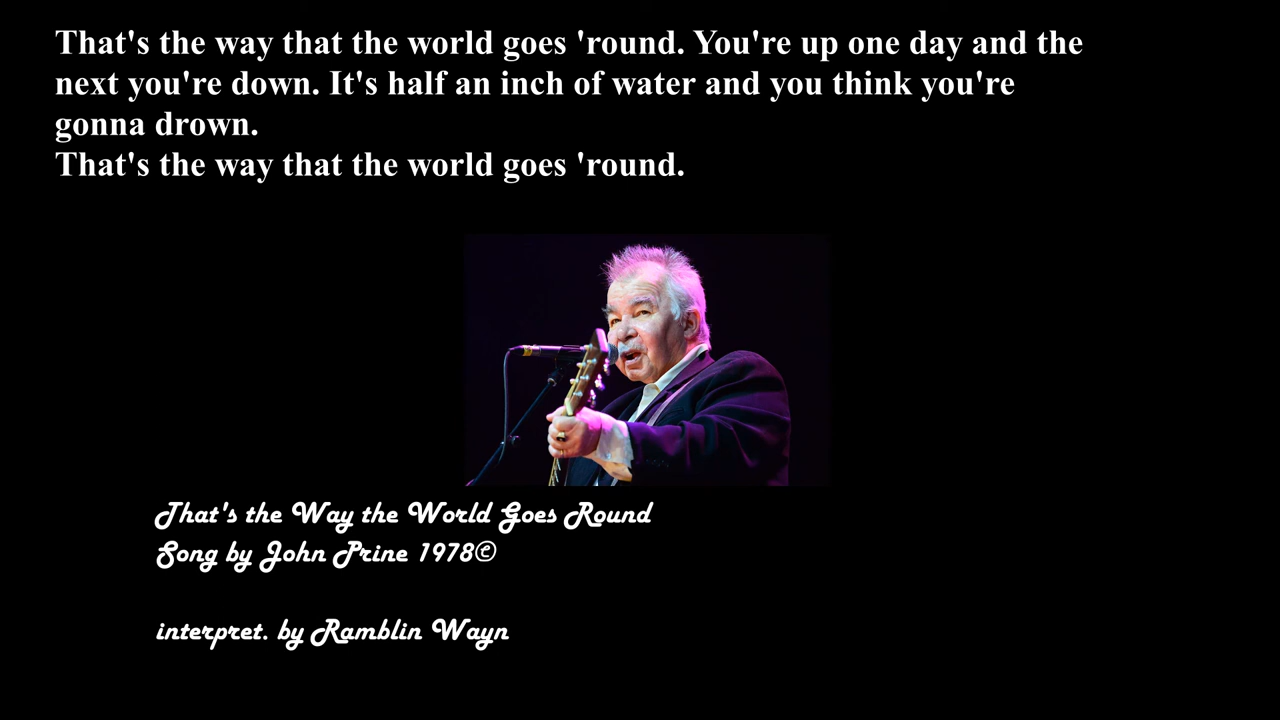 That's the way that the world goes 'round. You're up one day and the
next you're down. It's half an inch of water and you think you're
gonna drown.
That's the way that the world goes 'round.
That's the Way the World Goes Round
Song by John Prine 1978©
interpret. by Ramblin Wayn